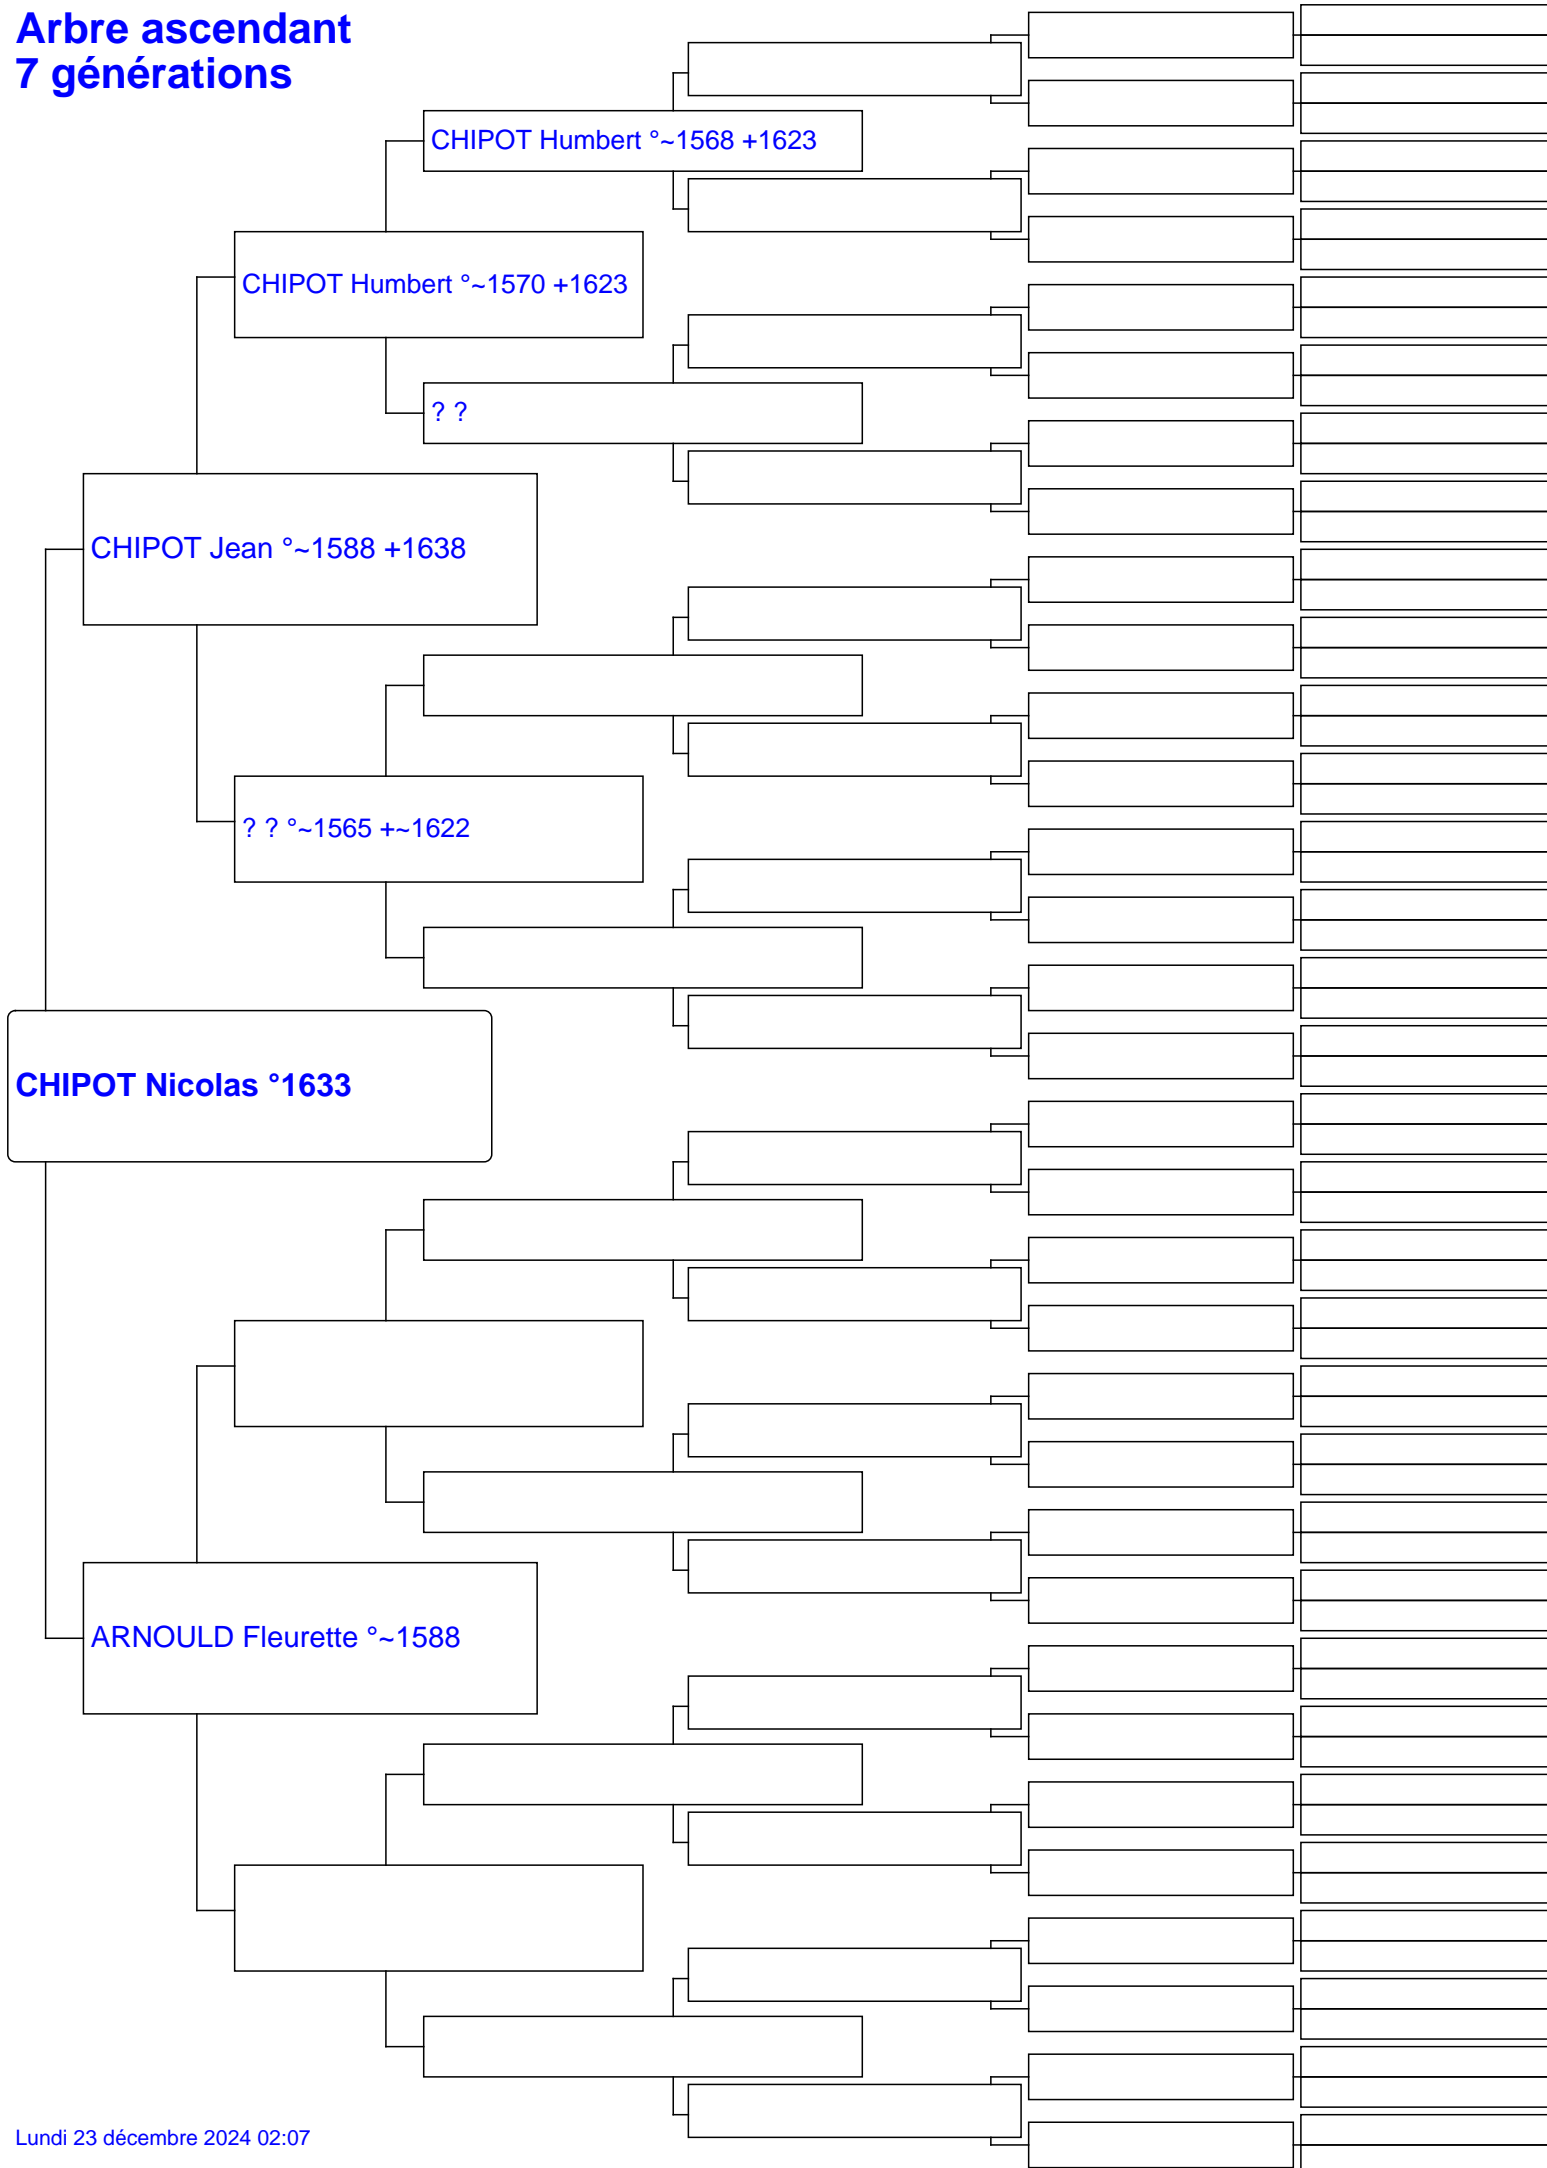 Arbre ascendant
7 générations
CHIPOT Humbert °~1568 +1623
CHIPOT Humbert °~1570 +1623
? ?
CHIPOT Jean °~1588 +1638
? ? °~1565 +~1622
CHIPOT Nicolas °1633
ARNOULD Fleurette °~1588
Lundi 23 décembre 2024 02:07